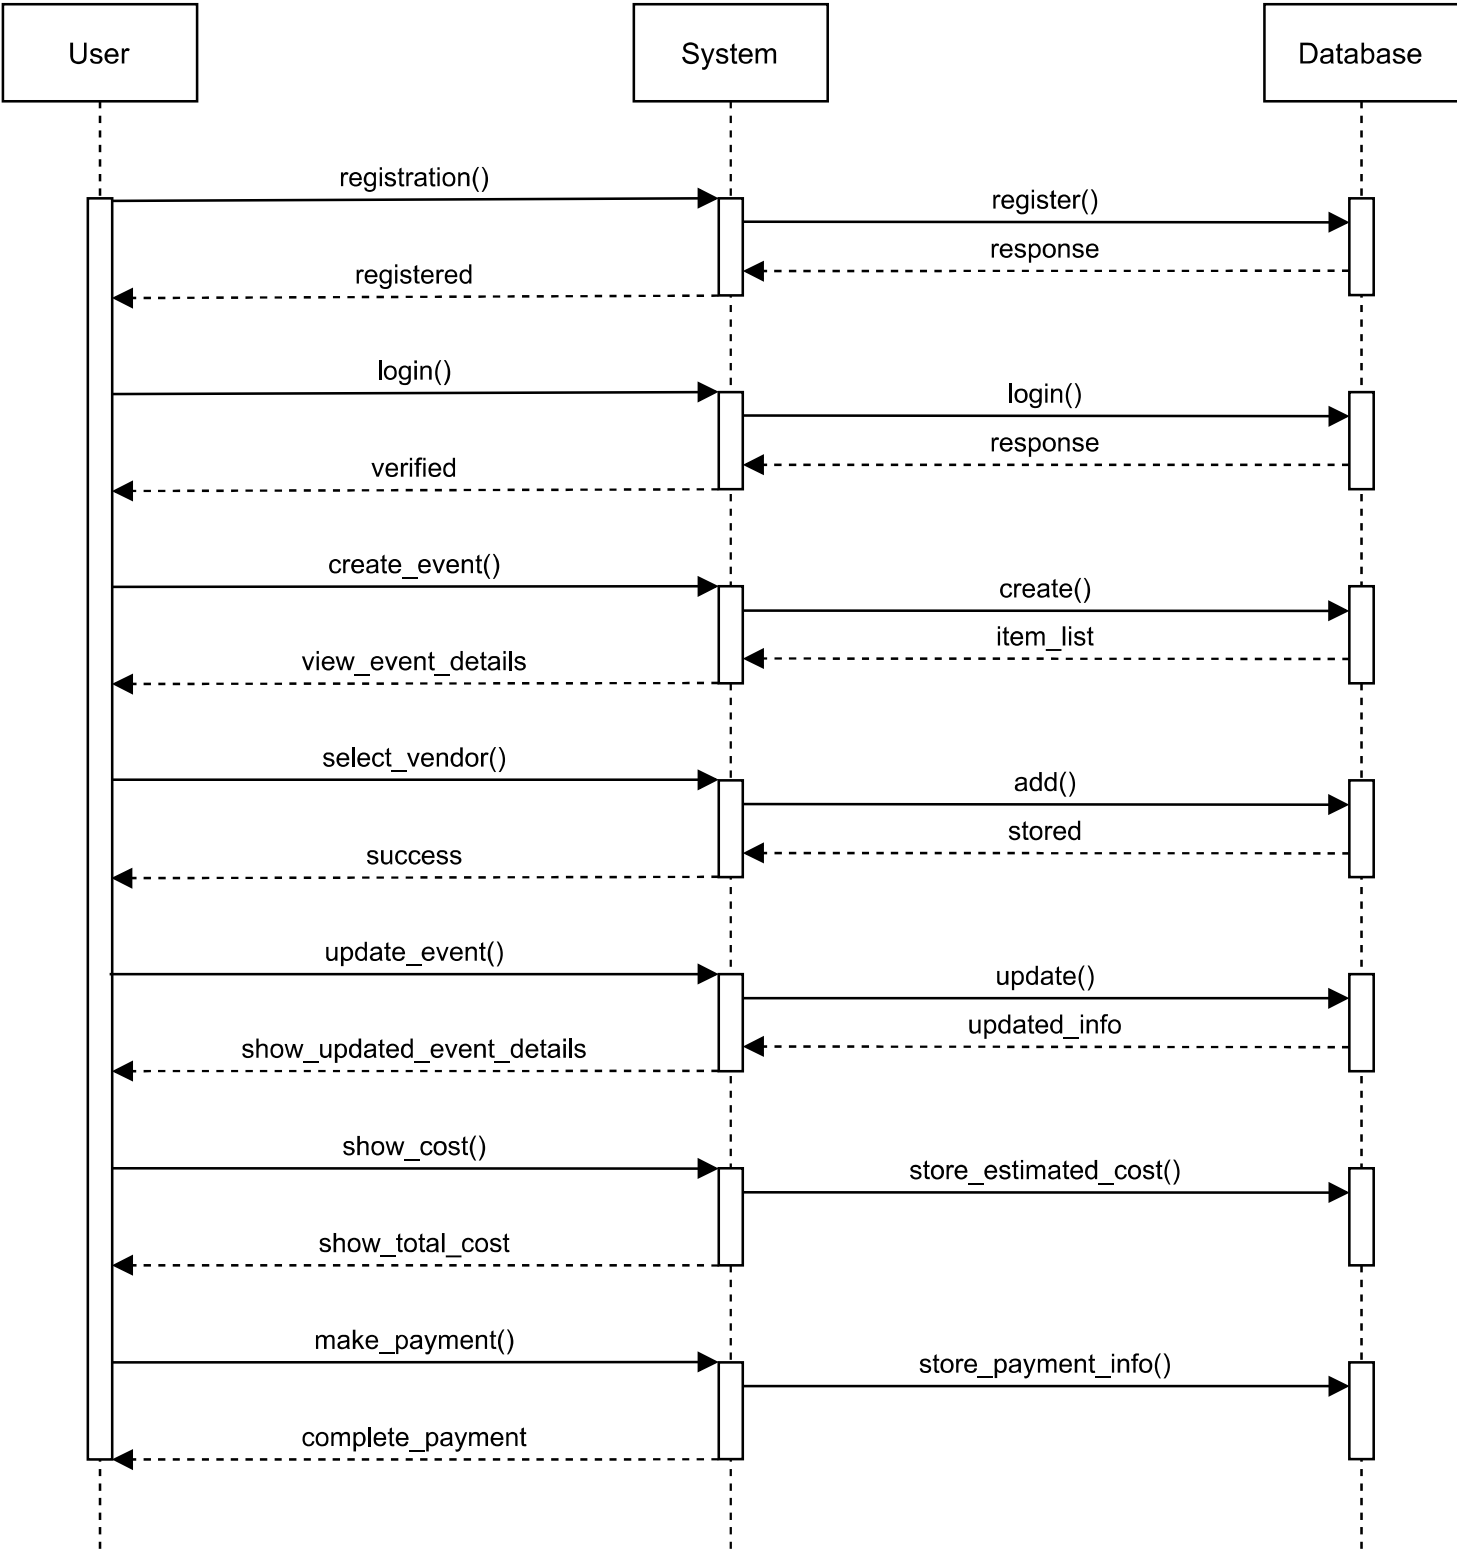 User
System
Database
registration()
register()
response
registered
login()
login()
response
verified
create_event()
create()
item_list
view_event_details
select_vendor()
add()
stored
success
update_event()
update()
updated_info
show_updated_event_details
show_cost()
store_estimated_cost()
show_total_cost
make_payment()
store_payment_info()
complete_payment